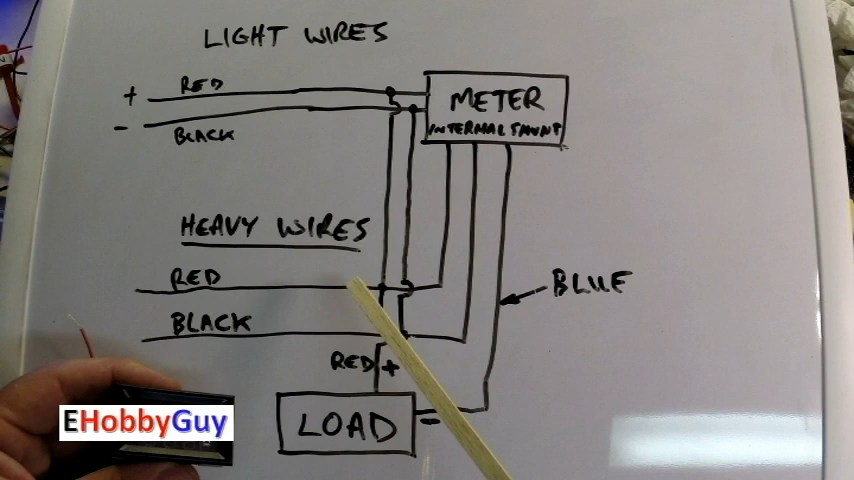 LIGHT WIRES
+ RED
- BLACK
METER
INTERNAL SHUNT
HEAVY WIRES
RED
BLACK
BLUE
RED +
LOAD -
EHobbyGuy